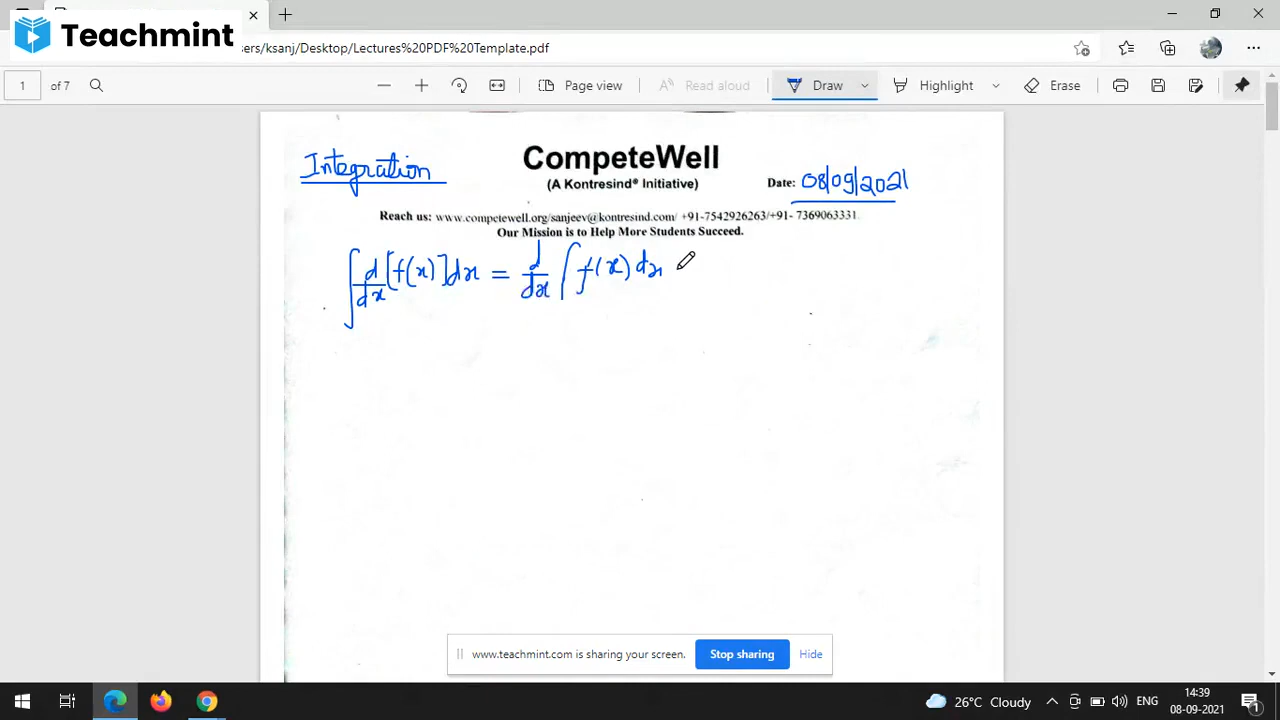 Teachmint
ers/ksanj/Desktop/Lectures%20PDF%20Template.pdf
1 of 7 Page view Read aloud Draw Highlight Erase
Integration
CompeteWell
(A Kontresind® Initiative)
Date: 08/09/2021
Reach us: www.competewell.org/sanjeev@kontresind.com/ +91-7542926263/+91- 7369063331
Our Mission is to Help More Students Succeed.
∫ d/dx [f(x)] dx = d/dx ∫ f(x) dx
www.teachmint.com is sharing your screen. Stop sharing Hide
26°C Cloudy ENG 14:39
08-09-2021 1